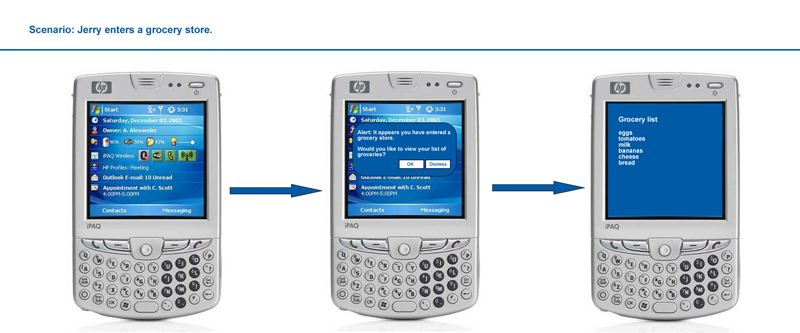 Scenario: Jerry enters a grocery store.
hp
Start 3:31
Saturday, December 03, 2005
Owner: A. Alexander
96% 38% 80%
iPAQ Wireless
HP Profiles: Meeting
Outlook E-mail: 10 Unread
Appointment with C. Scott
4:00PM-5:00PM
Contacts Messaging
iPAQ
hp
Start 3:31
Saturday, December 03, 2005
Alert: It appears you have entered a
grocery store.
Would you like to view your list of
groceries?
OK Dismiss
Outlook E-mail: 10 Unread
Appointment with C. Scott
4:00PM-5:00PM
Contacts Messaging
iPAQ
hp
Grocery list
eggs
tomatoes
milk
bananas
cheese
bread
iPAQ